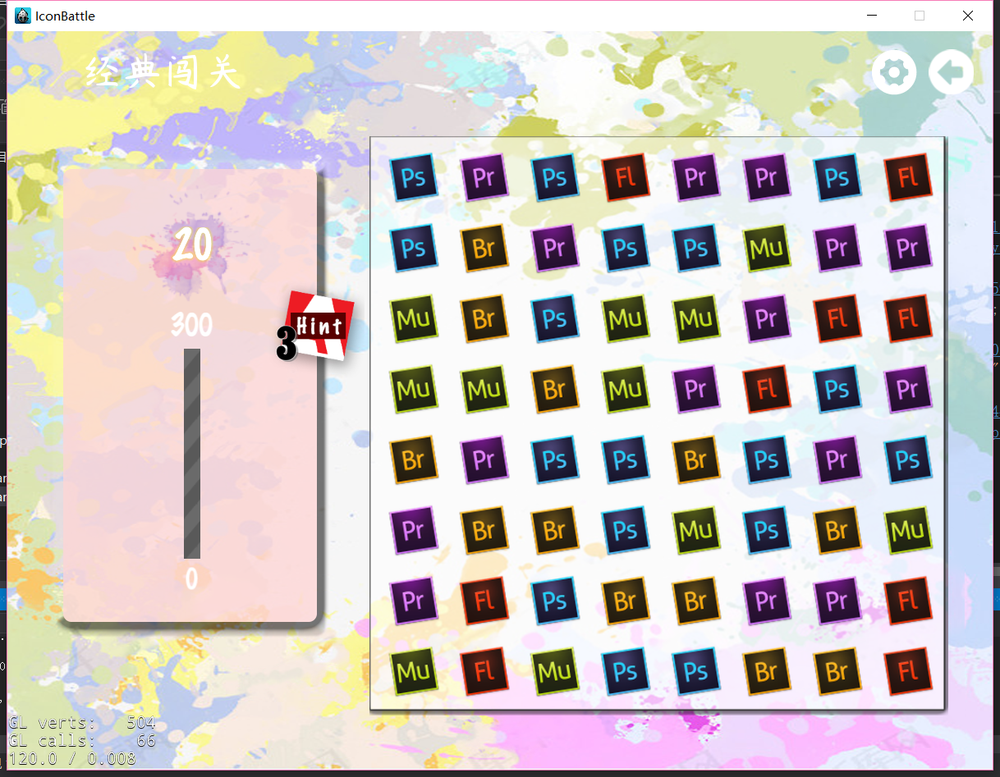 IconBattle
经典闯关
20
300
3 Hint
0
Ps Pr Ps Fl Pr Pr Ps Fl
Ps Br Pr Ps Ps Mu Pr Pr
Mu Br Ps Mu Mu Pr Fl Fl
Mu Mu Br Mu Pr Fl Ps Pr
Br Pr Ps Ps Br Ps Pr Ps
Pr Br Br Ps Mu Ps Br Mu
Pr Fl Ps Br Br Pr Pr Fl
Mu Fl Mu Ps Ps Br Br Fl
GL verts: 504
GL calls: 66
120.0 / 0.008